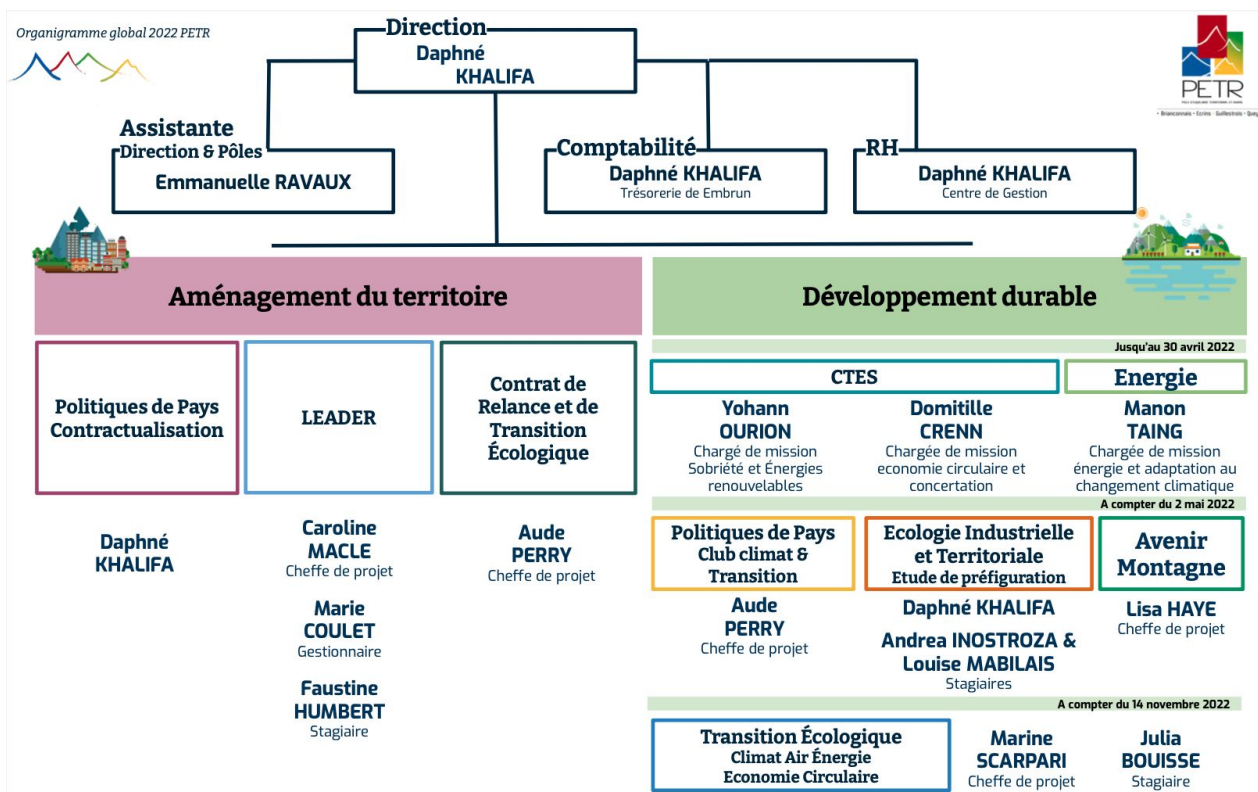 Organigramme global 2022 PETR
Direction
Daphné
KHALIFA
PETR
Assistante
Direction & Pôles
Emmanuelle RAVAUX
Comptabilité
Daphné KHALIFA
Trésorerie de Embrun
RH
Daphné KHALIFA
Centre de Gestion
Aménagement du territoire
Politiques de Pays
Contractualisation
Daphné
KHALIFA
LEADER
Caroline
MACLE
Cheffe de projet
Marie
COULET
Gestionnaire
Faustine
HUMBERT
Stagiaire
Contrat de
Relance et de
Transition
Écologique
Aude
PERRY
Cheffe de projet
Développement durable
Jusqu'au 30 avril 2022
CTES
Yohann
OURION
Chargé de mission
Sobriété et Énergies
renouvelables
Domitille
CRENN
Chargée de mission
economie circulaire et
concertation
Energie
Manon
TAING
Chargée de mission
énergie et adaptation au
changement climatique
A compter du 2 mai 2022
Politiques de Pays
Club climat &
Transition
Aude
PERRY
Cheffe de projet
Ecologie Industrielle
et Territoriale
Etude de préfiguration
Daphné KHALIFA
Andrea INOSTROZA &
Louise MABILAIS
Stagiaires
Avenir
Montagne
Lisa HAYE
Cheffe de projet
A compter du 14 novembre 2022
Transition Écologique
Climat Air Énergie
Economie Circulaire
Marine
SCARPARI
Cheffe de projet
Julia
BOUISSE
Stagiaire